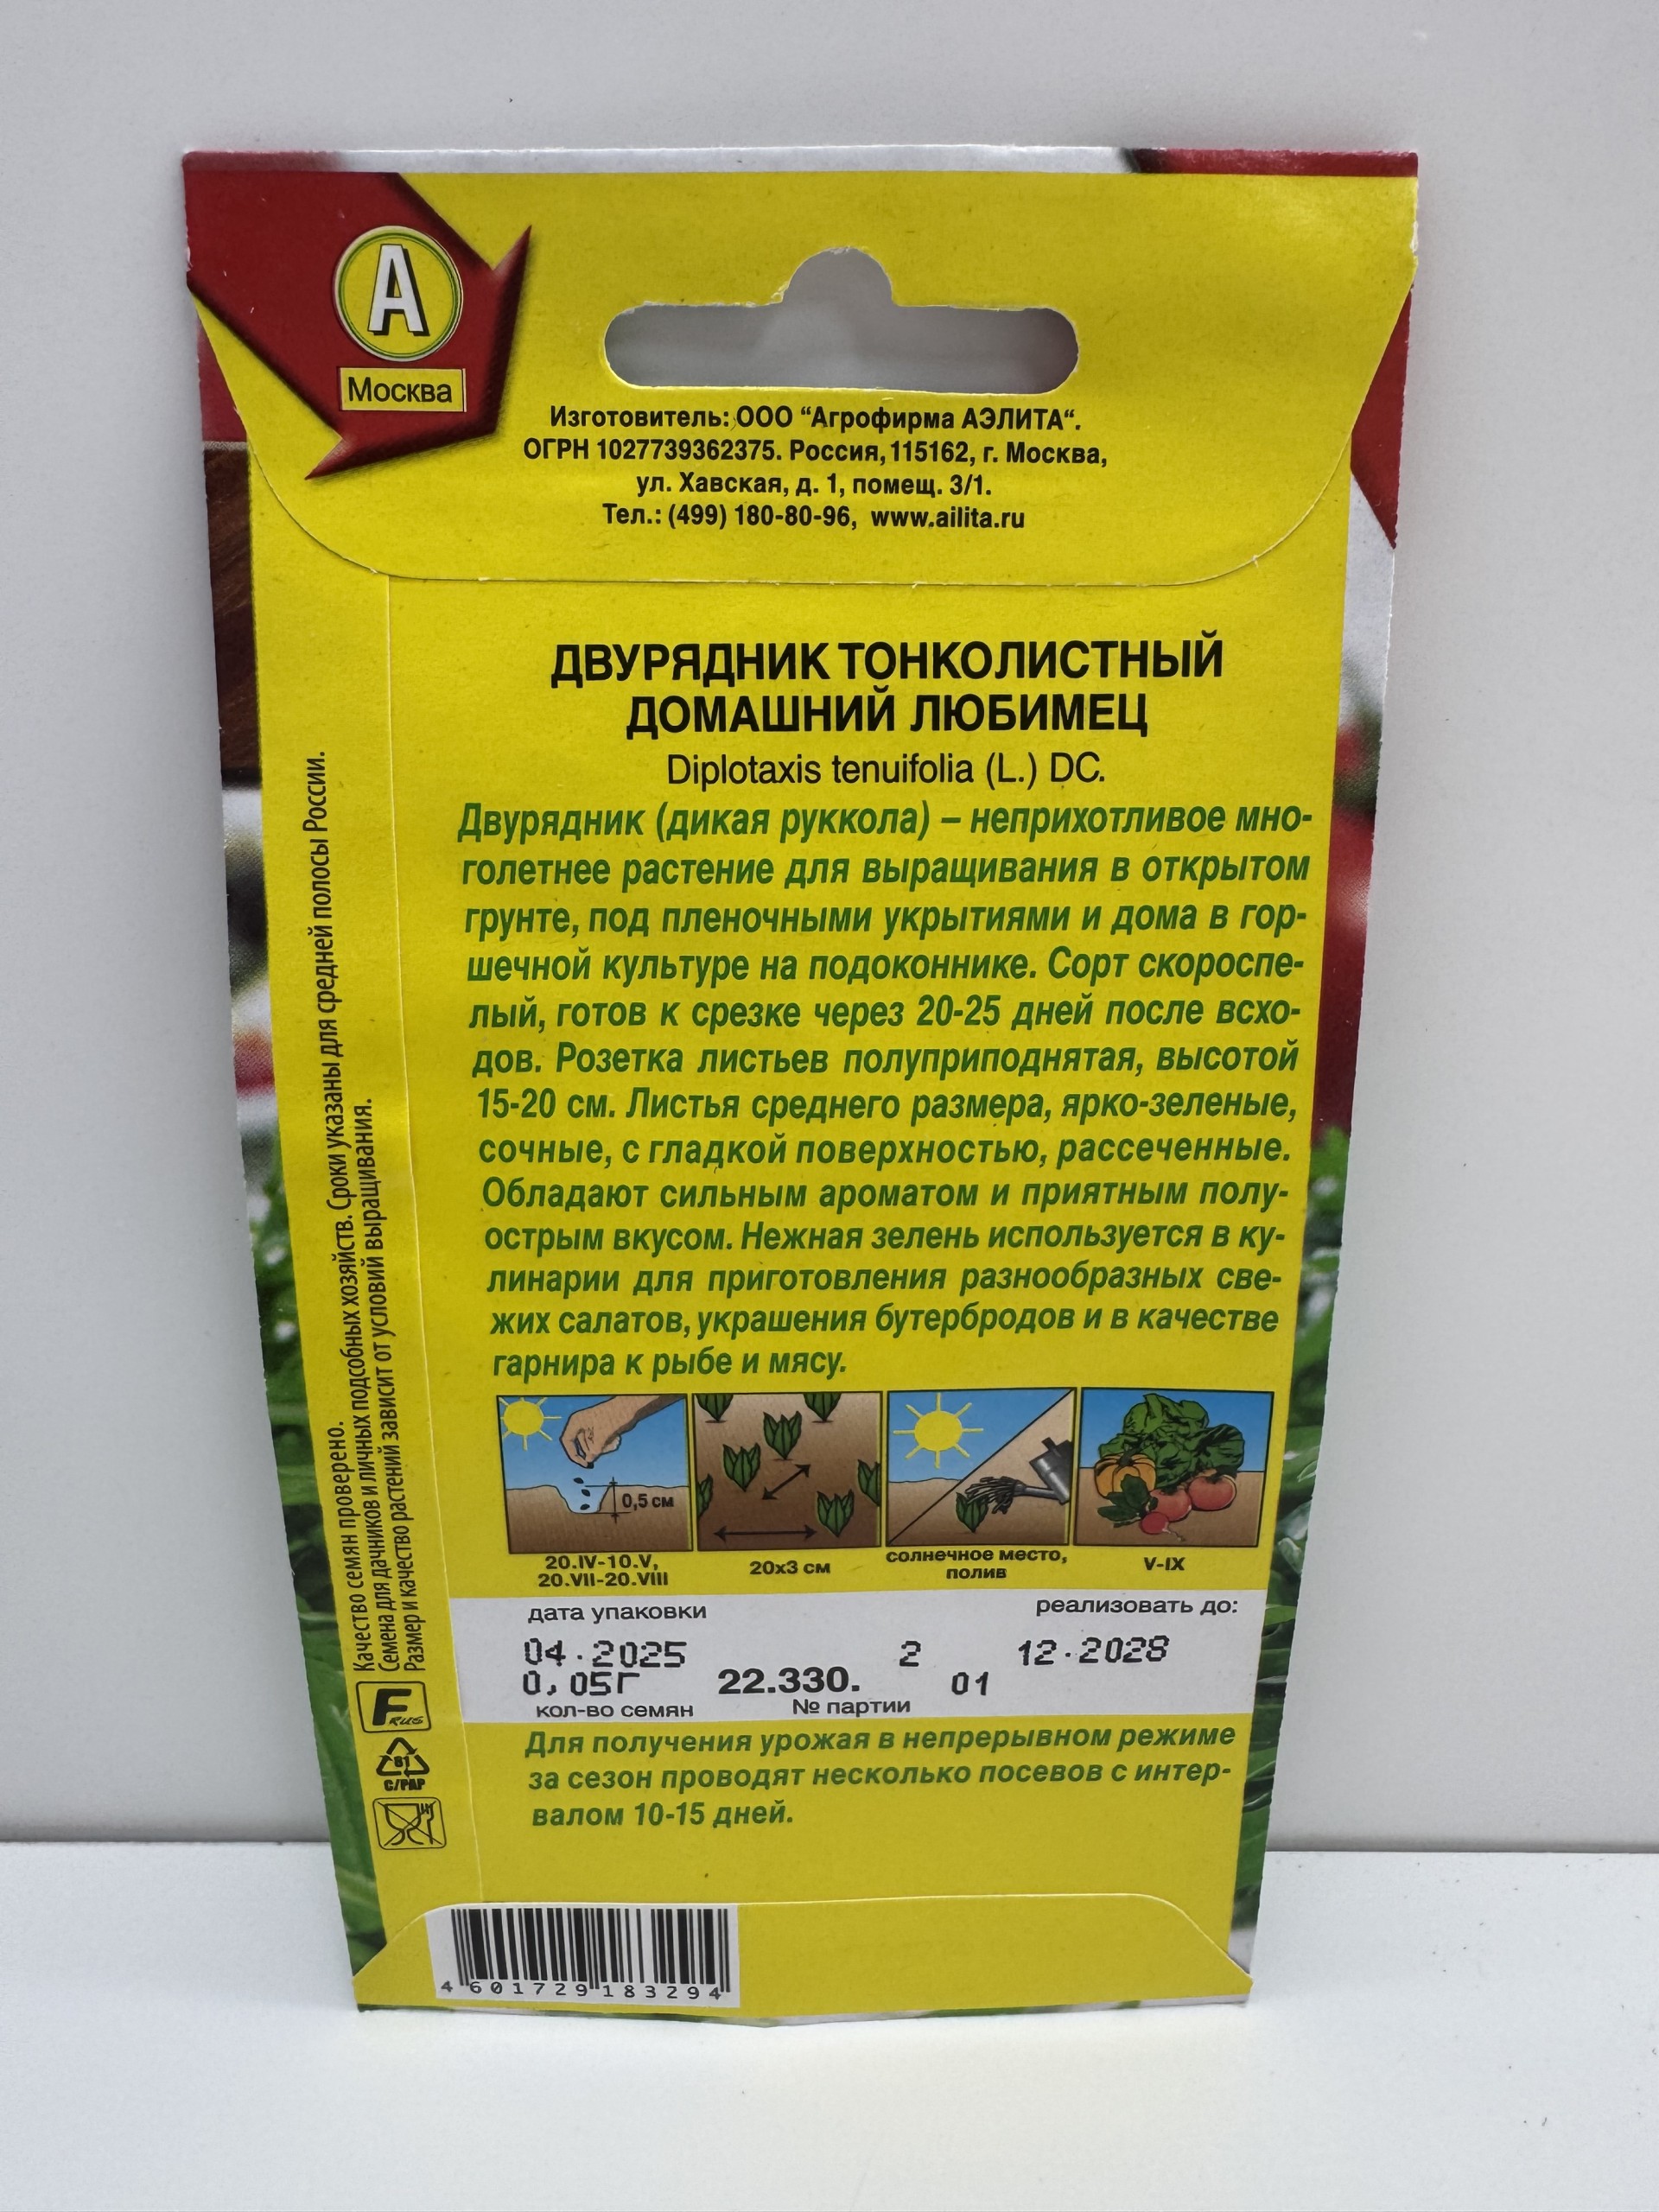 А
Москва
Изготовитель: ООО “Агрофирма АЭЛИТА“.
ОГРН 1027739362375. Россия, 115162, г. Москва,
ул. Хавская, д. 1, помещ. 3/1.
Тел.: (499) 180-80-96, www.ailita.ru
ДВУРЯДНИК ТОНКОЛИСТНЫЙ
ДОМАШНИЙ ЛЮБИМЕЦ
Diplotaxis tenuifolia (L.) DC.
Двурядник (дикая руккола) – неприхотливое мно-
голетнее растение для выращивания в открытом
грунте, под пленочными укрытиями и дома в гор-
шечной культуре на подоконнике. Сорт скороспе-
лый, готов к срезке через 20-25 дней после всхо-
дов. Розетка листьев полуприподнятая, высотой
15-20 см. Листья среднего размера, ярко-зеленые,
сочные, с гладкой поверхностью, рассеченные.
Обладают сильным ароматом и приятным полу-
острым вкусом. Нежная зелень используется в ку-
линарии для приготовления разнообразных све-
жих салатов, украшения бутербродов и в качестве
гарнира к рыбе и мясу.
0,5 см
20.IV-10.V,
20.VII-20.VIII
20х3 см
солнечное место,
полив
V-IX
дата упаковки
реализовать до:
04.2025
2
12.2028
0,05г
22.330.
01
кол-во семян
№ партии
Для получения урожая в непрерывном режиме
за сезон проводят несколько посевов с интер-
валом 10-15 дней.
Качество семян проверено.
Семена для дачников и личных подсобных хозяйств. Сроки указаны для средней полосы России.
Размер и качество растений зависит от условий выращивания.
F RUS
81
C/PAP
4 601729 183294